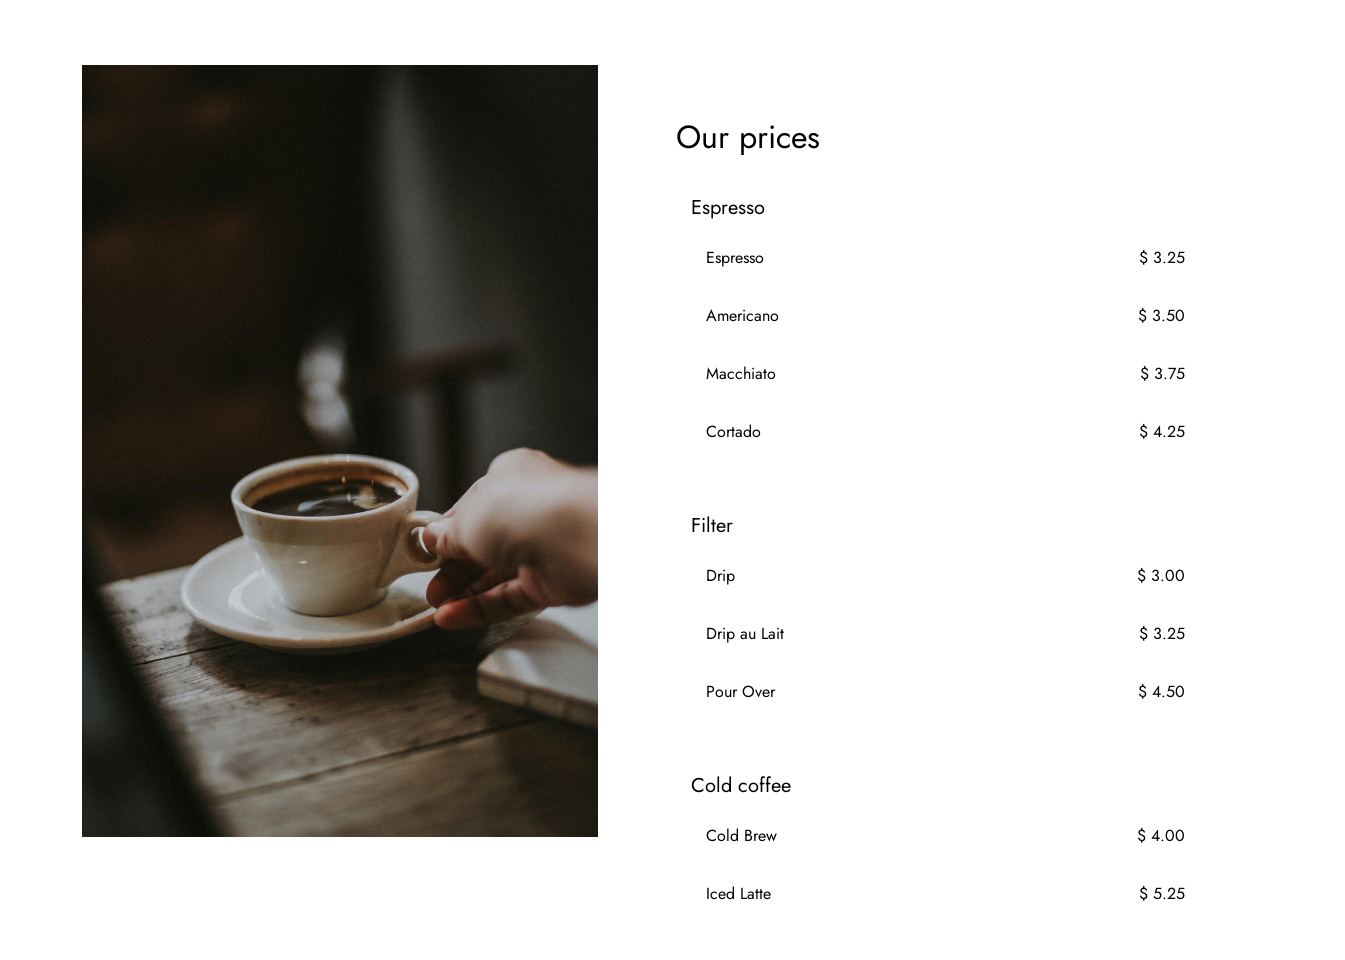 Our prices
Espresso
Espresso $ 3.25
Americano $ 3.50
Macchiato $ 3.75
Cortado $ 4.25
Filter
Drip $ 3.00
Drip au Lait $ 3.25
Pour Over $ 4.50
Cold coffee
Cold Brew $ 4.00
Iced Latte $ 5.25